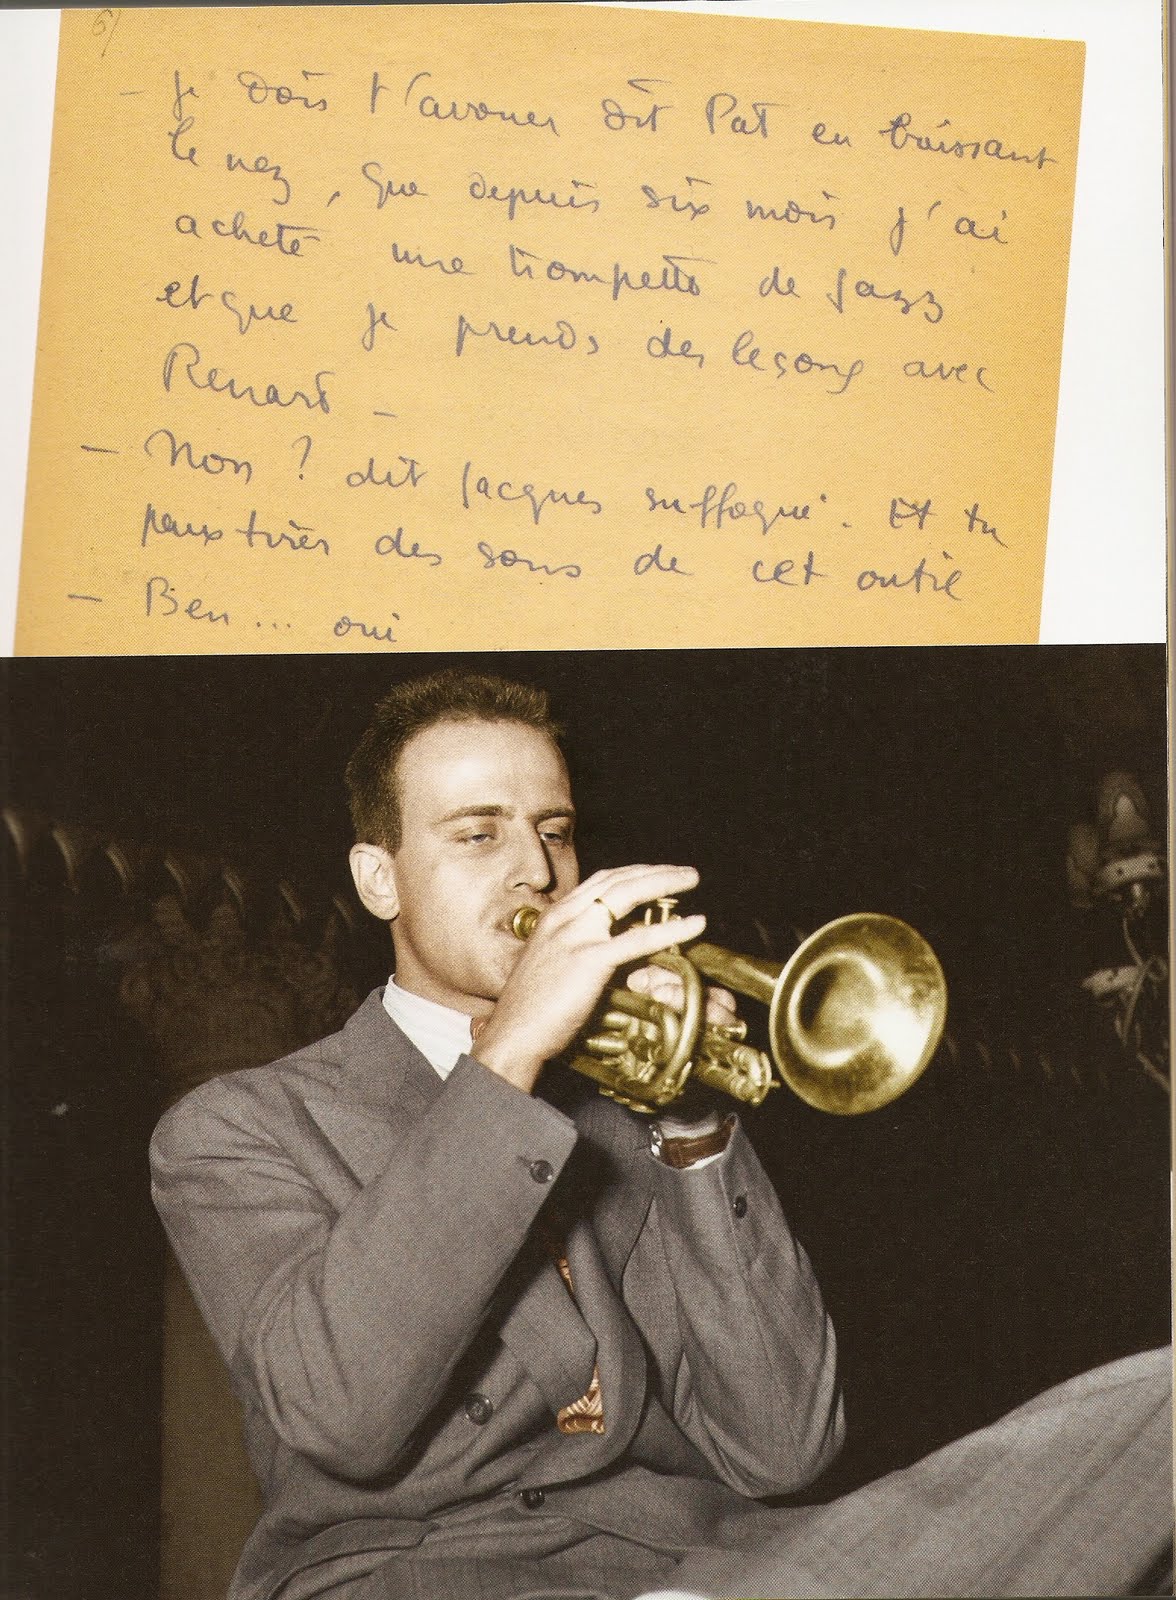 6/
– je dois t'avouer dit Pat en baissant
le nez, que depuis six mois j'ai
acheté une trompette de jazz
et que je prends des leçons avec
Renard –
– Non ? dit Jacques suffoqué. Et tu
peux tirer des sons de cet outil
– Ben... oui